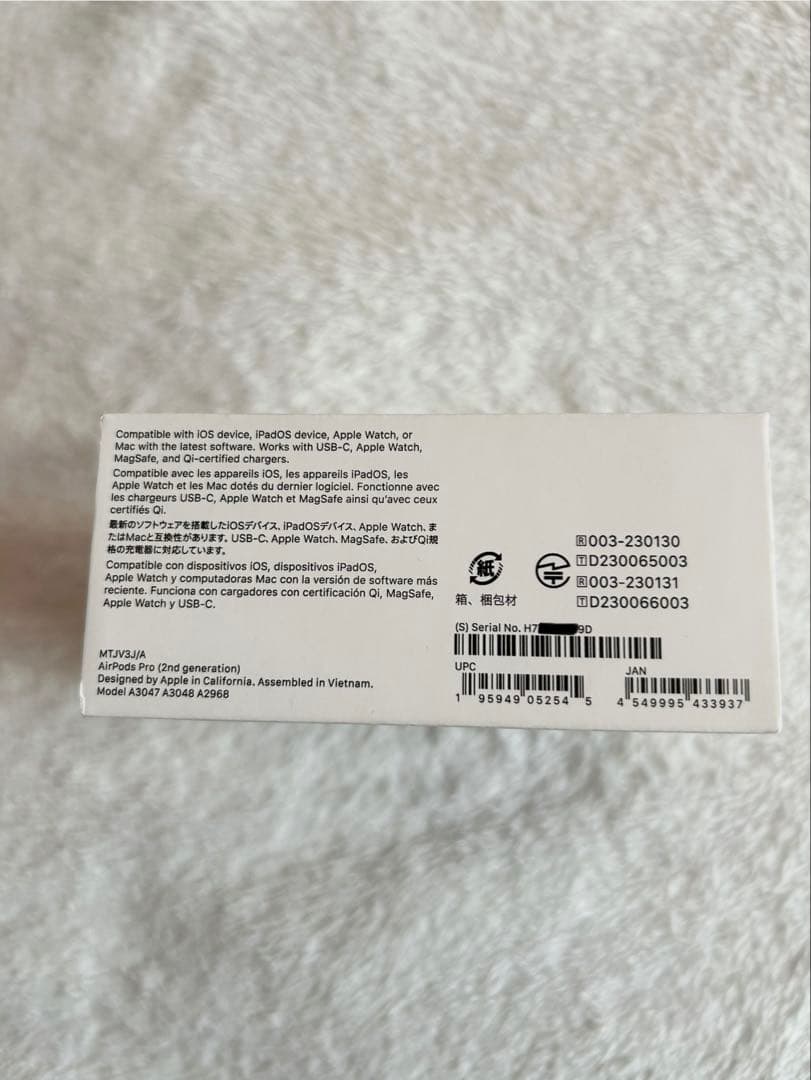 Compatible with iOS device, iPadOS device, Apple Watch, or
Mac with the latest software. Works with USB-C, Apple Watch,
MagSafe, and Qi-certified chargers.
Compatible avec les appareils iOS, les appareils iPadOS, les
Apple Watch et les Mac dotés du dernier logiciel. Fonctionne avec
les chargeurs USB-C, Apple Watch et MagSafe ainsi qu'avec ceux
certifiés Qi.
最新のソフトウェアを搭載したiOSデバイス、iPadOSデバイス、Apple Watch、ま
たはMacと互換性があります。USB-C、Apple Watch、MagSafe、およびQi規
格の充電器に対応しています。
Compatible con dispositivos iOS, dispositivos iPadOS,
Apple Watch y computadoras Mac con la versión de software más
reciente. Funciona con cargadores con certificación Qi, MagSafe,
Apple Watch y USB-C.
MTJV3J/A
AirPods Pro (2nd generation)
Designed by Apple in California. Assembled in Vietnam.
Model A3047 A3048 A2968
紙
箱、梱包材
R 003-230130
T D230065003
R 003-230131
T D230066003
(S) Serial No. H7 9D
UPC
1 95949 05254 5
JAN
4 549995 433937